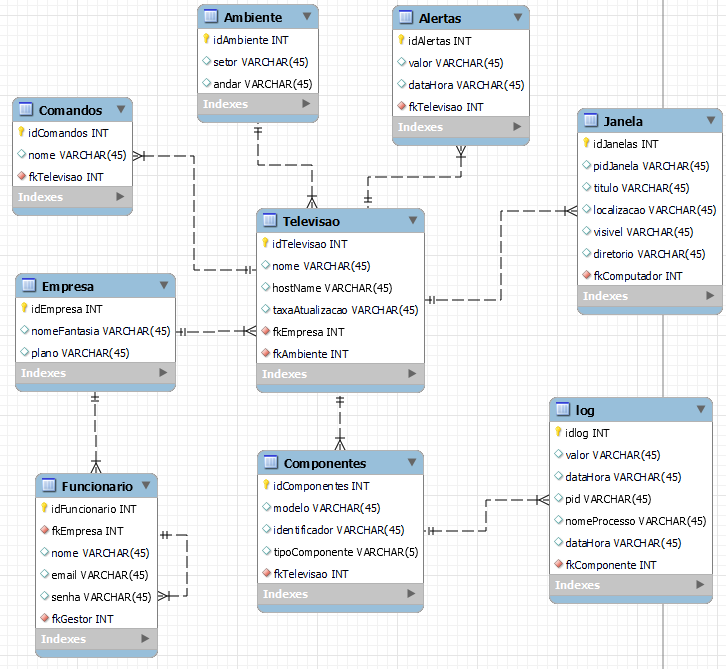 Ambiente
idAmbiente INT
setor VARCHAR(45)
andar VARCHAR(45)
Indexes
Alertas
idAlertas INT
valor VARCHAR(45)
dataHora VARCHAR(45)
fkTelevisao INT
Indexes
Comandos
idComandos INT
nome VARCHAR(45)
fkTelevisao INT
Indexes
Janela
idJanelas INT
pidJanela VARCHAR(45)
titulo VARCHAR(45)
localizacao VARCHAR(45)
visivel VARCHAR(45)
diretorio VARCHAR(45)
fkComputador INT
Indexes
Televisao
idTelevisao INT
nome VARCHAR(45)
hostName VARCHAR(45)
taxaAtualizacao VARCHAR(45)
fkEmpresa INT
fkAmbiente INT
Indexes
Empresa
idEmpresa INT
nomeFantasia VARCHAR(45)
plano VARCHAR(45)
Indexes
Funcionario
idFuncionario INT
fkEmpresa INT
nome VARCHAR(45)
email VARCHAR(45)
senha VARCHAR(45)
fkGestor INT
Indexes
Componentes
idComponentes INT
modelo VARCHAR(45)
identificador VARCHAR(45)
tipoComponente VARCHAR(5)
fkTelevisao INT
Indexes
log
idlog INT
valor VARCHAR(45)
dataHora VARCHAR(45)
pid VARCHAR(45)
nomeProcesso VARCHAR(45)
dataHora VARCHAR(45)
fkComponente INT
Indexes